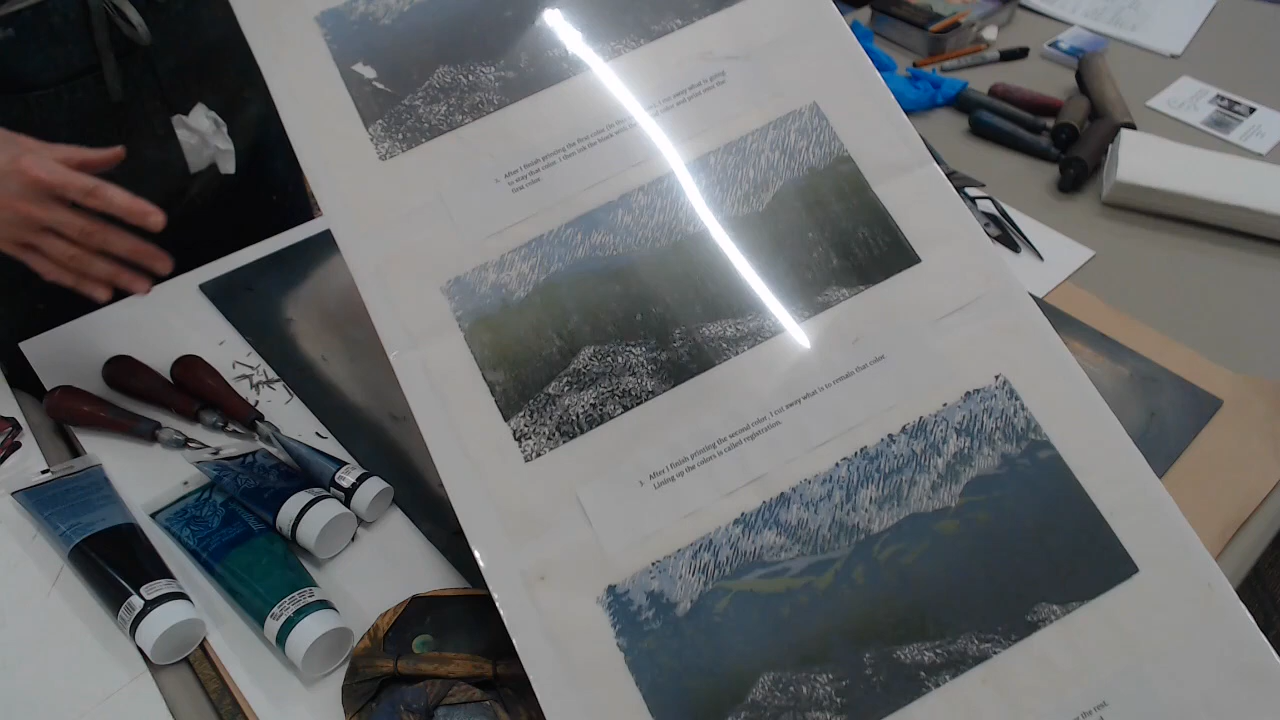 2. After I finish printing the first color (in this I cut away what is going
to stay that color. I then ink the block with color and print over the
first color.
3. After I finish printing the second color, I cut away what is to remain that color.
Lining up the colors is called registration.
the rest.